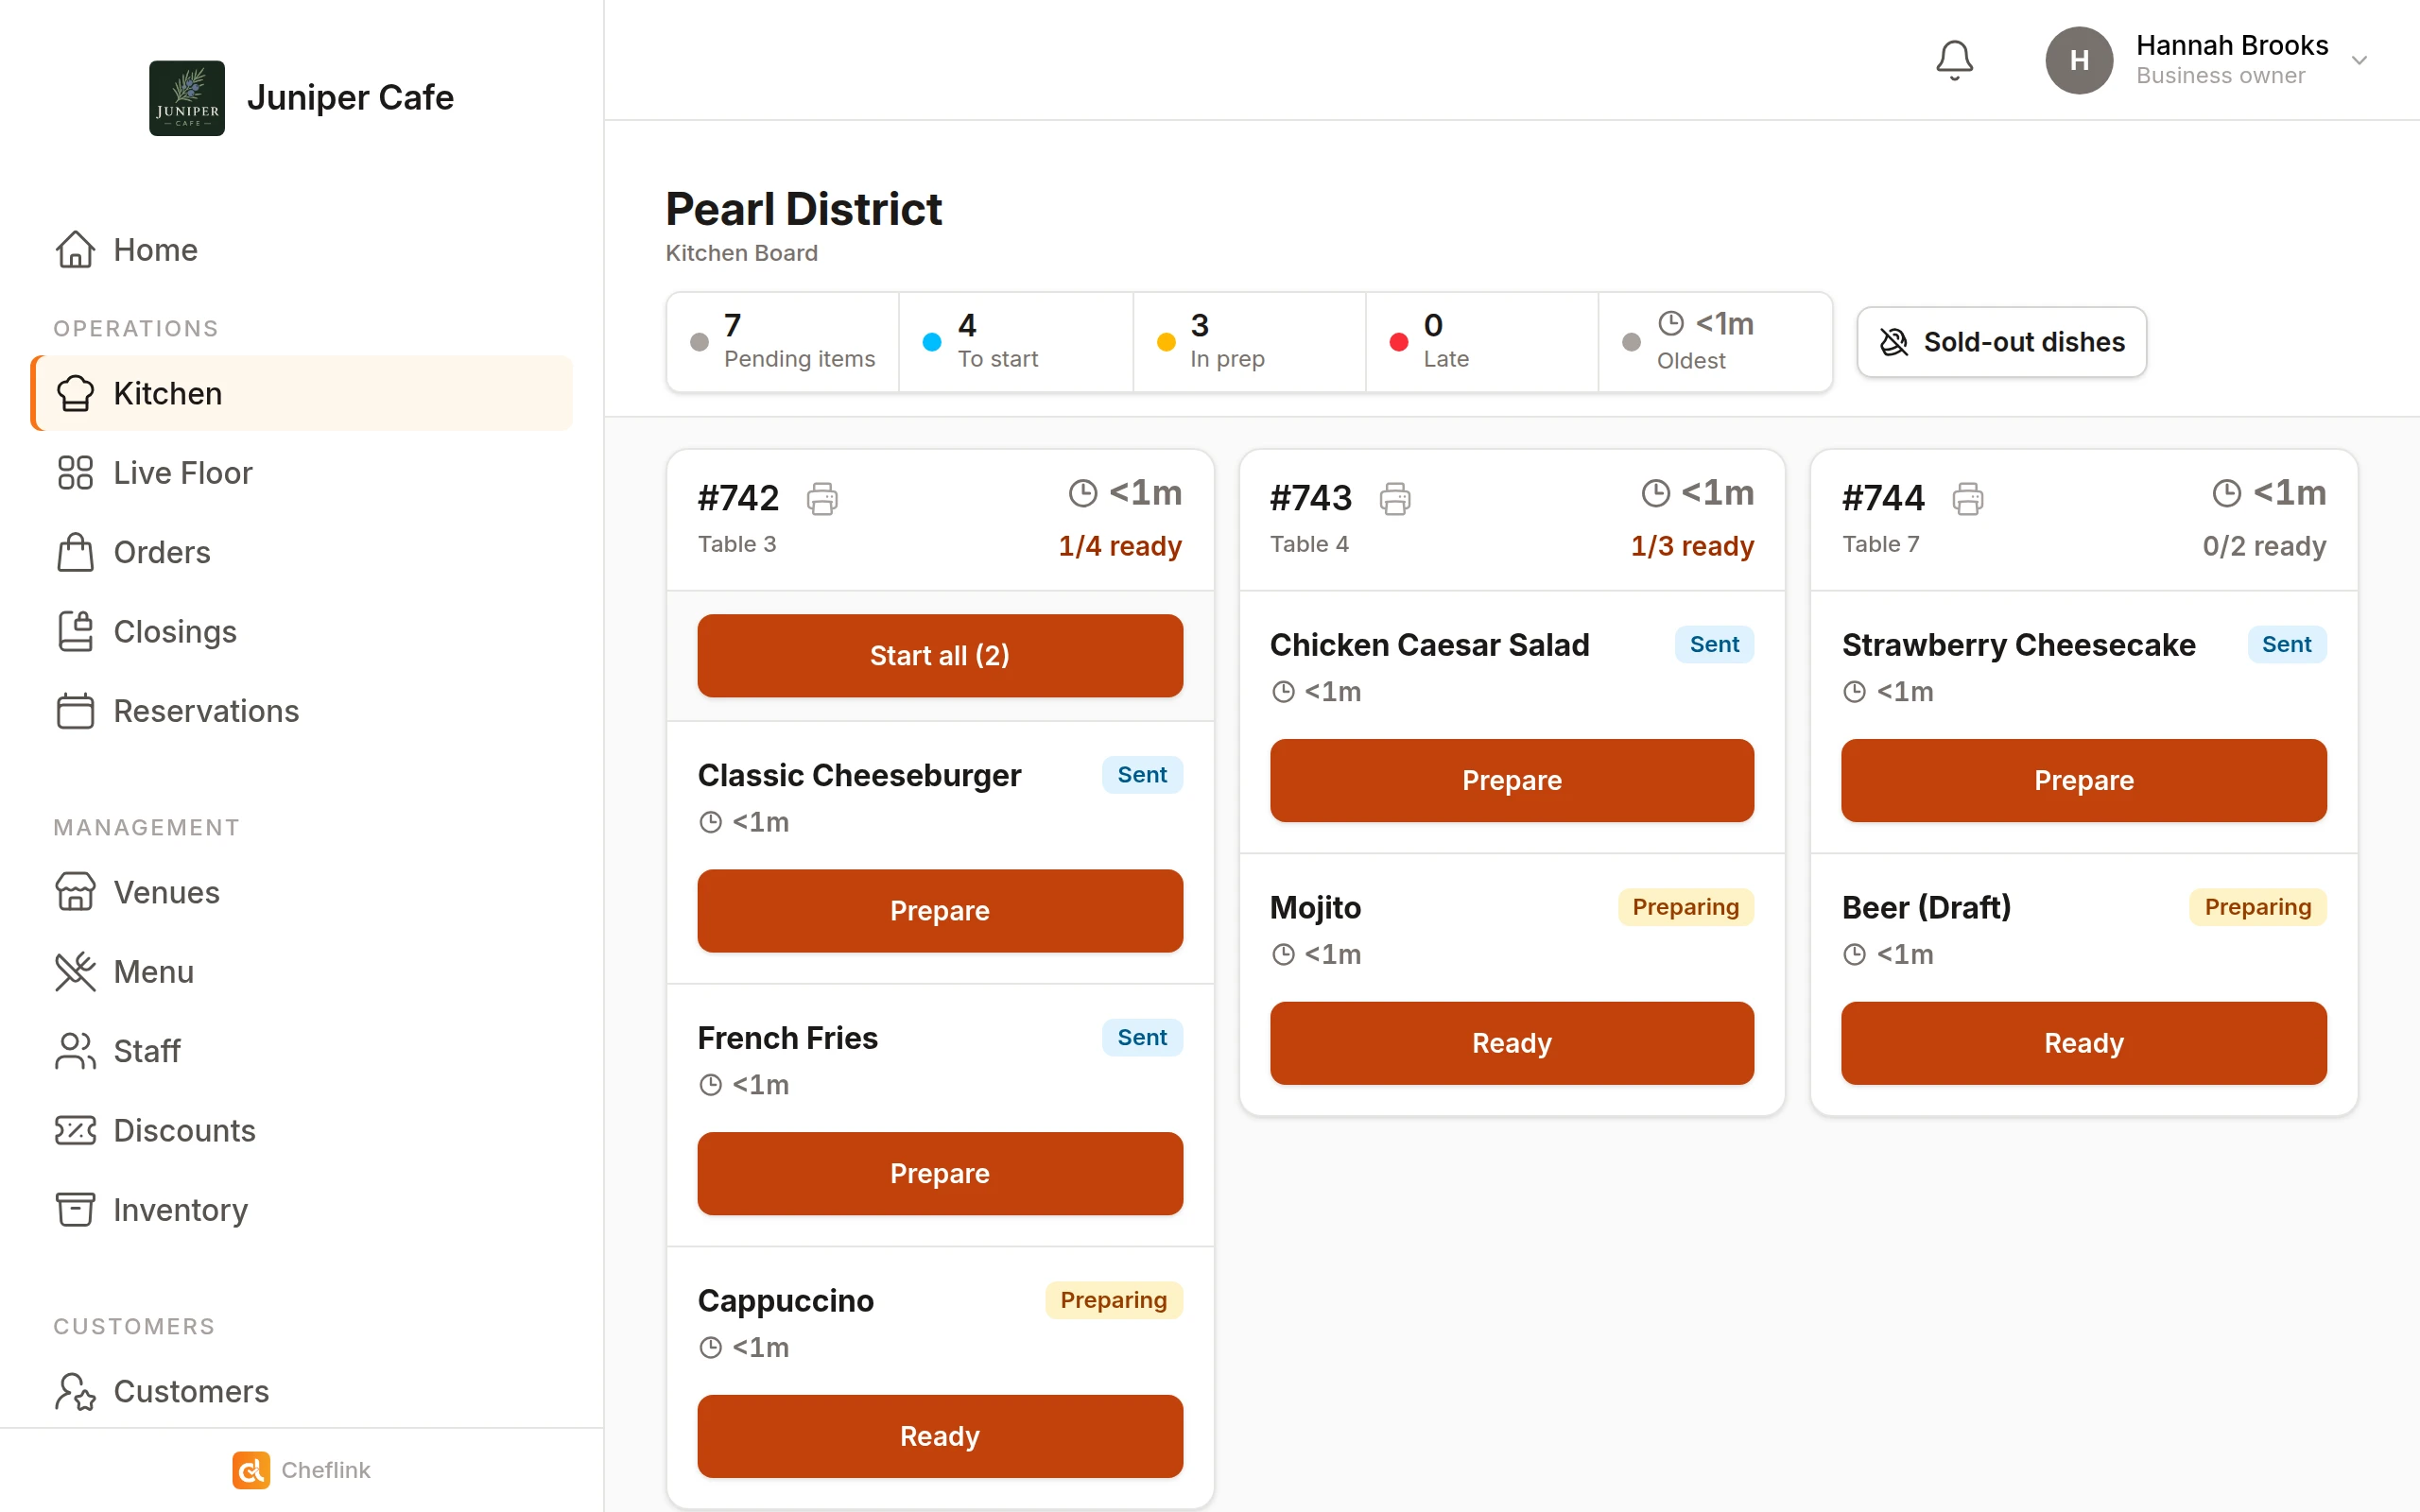 JUNIPER
CAFE
Juniper Cafe
Home
OPERATIONS
Kitchen
Live Floor
Orders
Closings
Reservations
MANAGEMENT
Venues
Menu
Staff
Discounts
Inventory
CUSTOMERS
Customers
Cheflink
H
Hannah Brooks
Business owner
Pearl District
Kitchen Board
7
Pending items
4
To start
3
In prep
0
Late
<1m
Oldest
Sold-out dishes
#742
<1m
Table 3
1/4 ready
Start all (2)
Classic Cheeseburger
Sent
<1m
Prepare
French Fries
Sent
<1m
Prepare
Cappuccino
Preparing
<1m
Ready
#743
<1m
Table 4
1/3 ready
Chicken Caesar Salad
Sent
<1m
Prepare
Mojito
Preparing
<1m
Ready
#744
<1m
Table 7
0/2 ready
Strawberry Cheesecake
Sent
<1m
Prepare
Beer (Draft)
Preparing
<1m
Ready